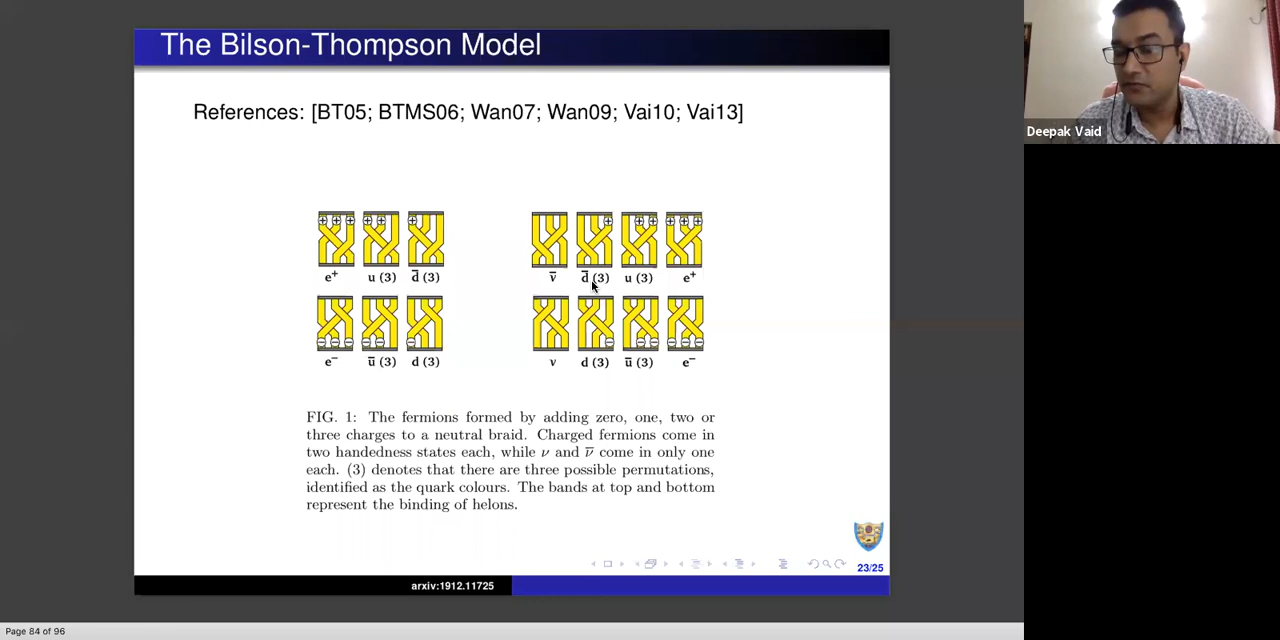 The Bilson-Thompson Model
References: [BT05; BTMS06; Wan07; Wan09; Vai10; Vai13]
Deepak Vaid
+ + + + + + + + + + + +
e⁺ u (3) d̅ (3) ν̅ d̅ (3) u (3) e⁺
− − − − − − − − − − − −
e⁻ u̅ (3) d (3) ν d (3) u̅ (3) e⁻
FIG. 1: The fermions formed by adding zero, one, two or
three charges to a neutral braid. Charged fermions come in
two handedness states each, while ν and ν̅ come in only one
each. (3) denotes that there are three possible permutations,
identified as the quark colours. The bands at top and bottom
represent the binding of helons.
23/25
arxiv:1912.11725
Page 84 of 96